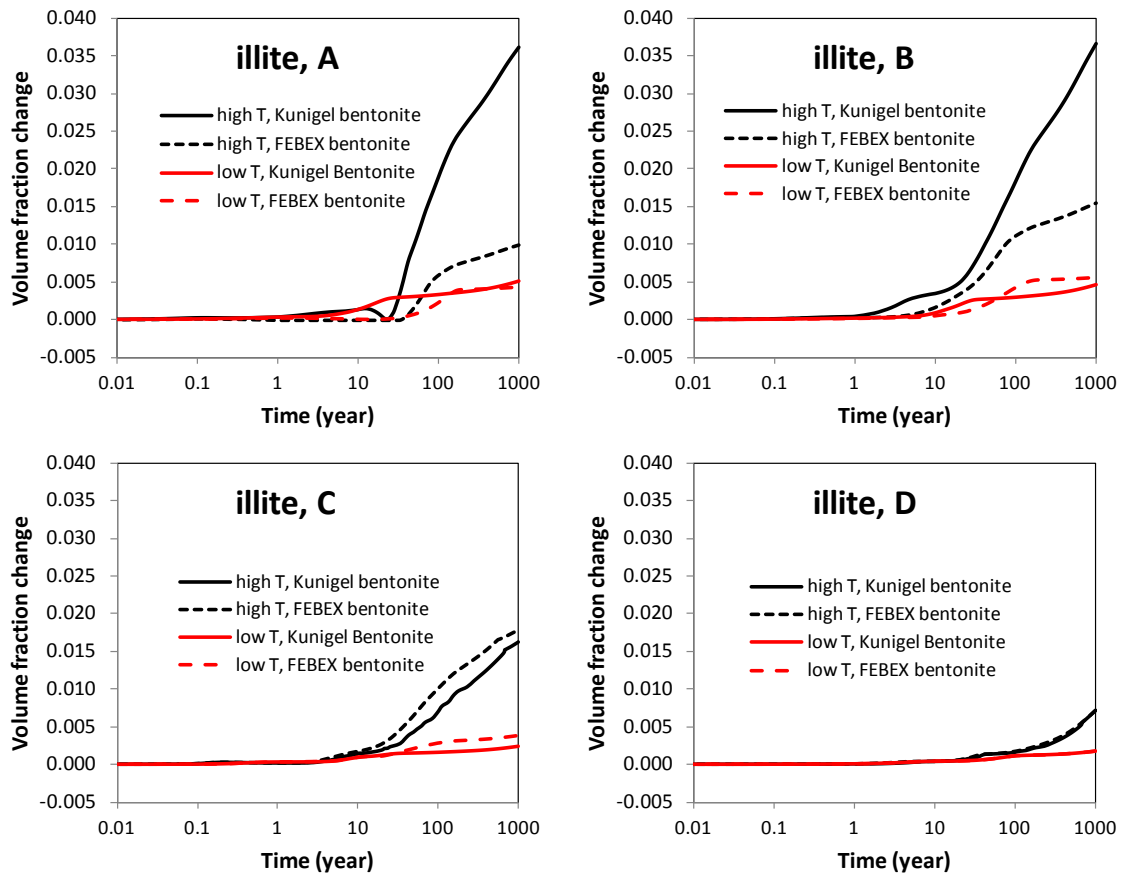 0.040
0.035
0.030
0.025
0.020
0.015
0.010
0.005
0.000
-0.005
Volume fraction change
illite, A
high T, Kunigel bentonite
high T, FEBEX bentonite
low T, Kunigel Bentonite
low T, FEBEX bentonite
0.01 0.1 1 10 100 1000
Time (year)
0.040
0.035
0.030
0.025
0.020
0.015
0.010
0.005
0.000
-0.005
Volume fraction change
illite, B
high T, Kunigel bentonite
high T, FEBEX bentonite
low T, Kunigel Bentonite
low T, FEBEX bentonite
0.01 0.1 1 10 100 1000
Time (year)
0.040
0.035
0.030
0.025
0.020
0.015
0.010
0.005
0.000
-0.005
Volume fraction change
illite, C
high T, Kunigel bentonite
high T, FEBEX bentonite
low T, Kunigel Bentonite
low T, FEBEX bentonite
0.01 0.1 1 10 100 1000
Time (year)
0.040
0.035
0.030
0.025
0.020
0.015
0.010
0.005
0.000
-0.005
Volume fraction change
illite, D
high T, Kunigel bentonite
high T, FEBEX bentonite
low T, Kunigel Bentonite
low T, FEBEX bentonite
0.01 0.1 1 10 100 1000
Time (year)